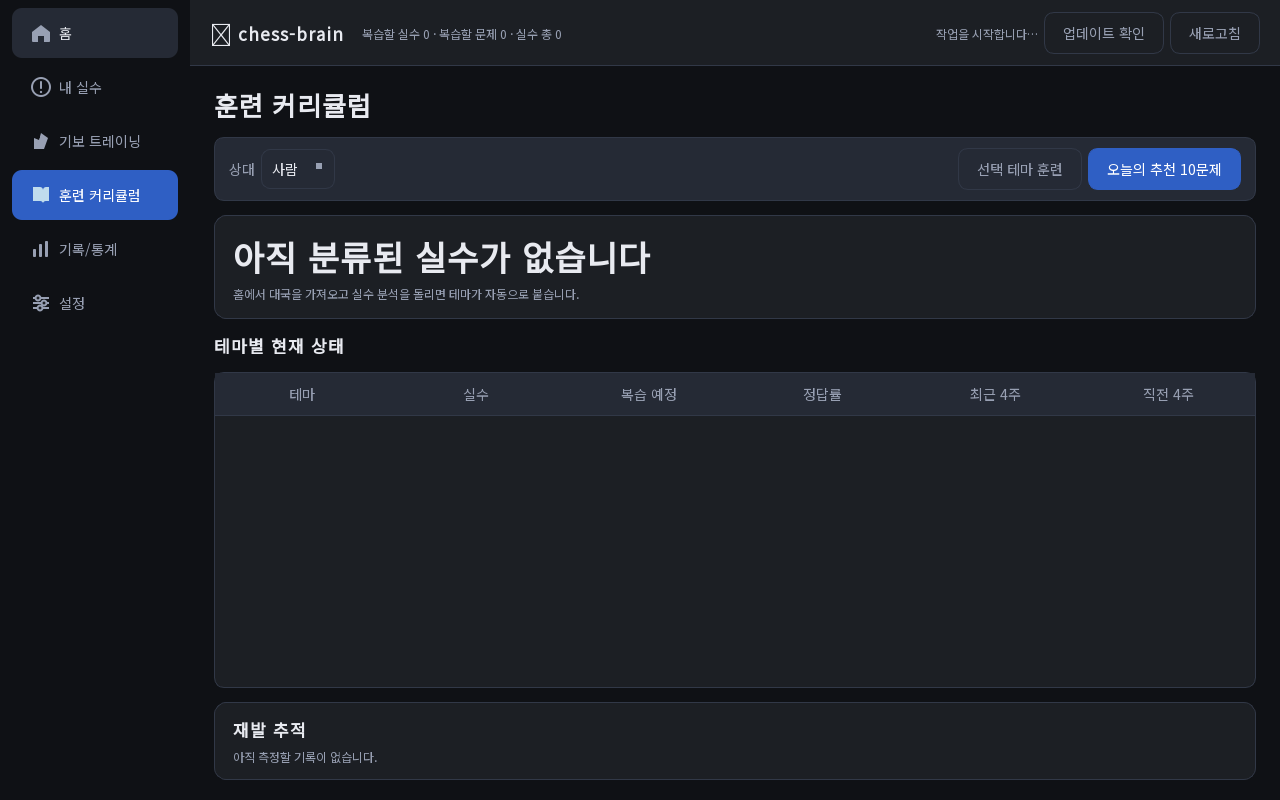 홈
내 실수
기보 트레이닝
훈련 커리큘럼
기록/통계
설정
chess-brain 복습할 실수 0 · 복습할 문제 0 · 실수 총 0 작업을 시작합니다… 업데이트 확인 새로고침
훈련 커리큘럼
상대 사람 선택 테마 훈련 오늘의 추천 10문제
아직 분류된 실수가 없습니다
홈에서 대국을 가져오고 실수 분석을 돌리면 테마가 자동으로 붙습니다.
테마별 현재 상태
테마 실수 복습 예정 정답률 최근 4주 직전 4주
재발 추적
아직 측정할 기록이 없습니다.